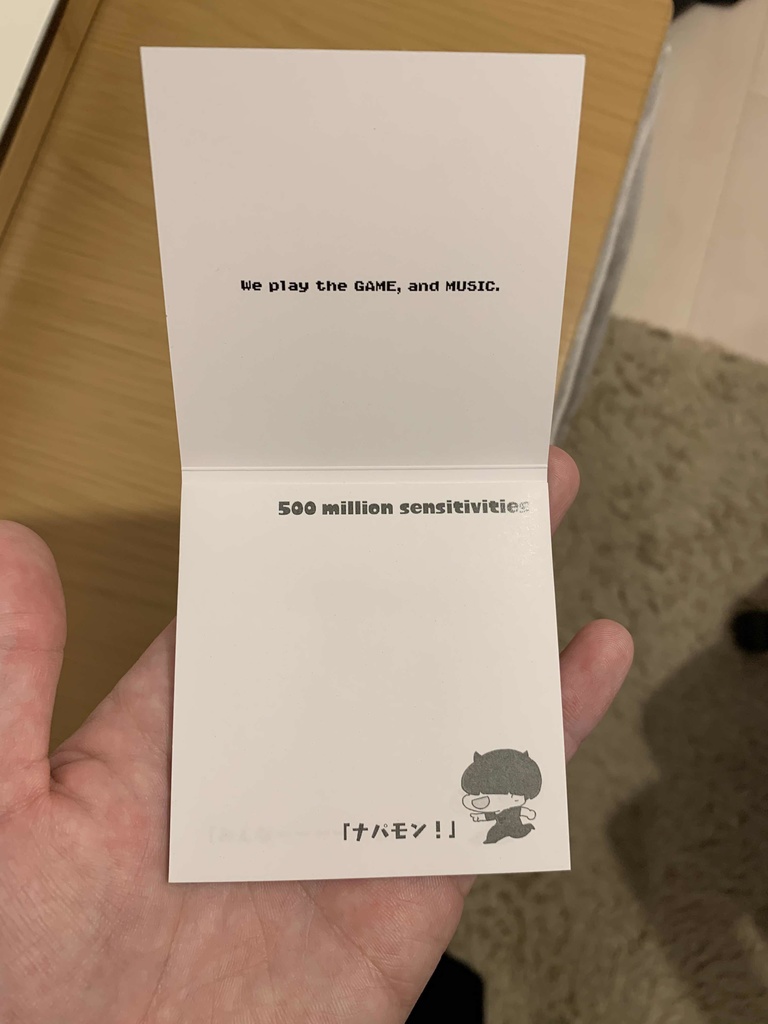 We play the GAME, and MUSIC.
500 million sensitivities
「ナパモン！」